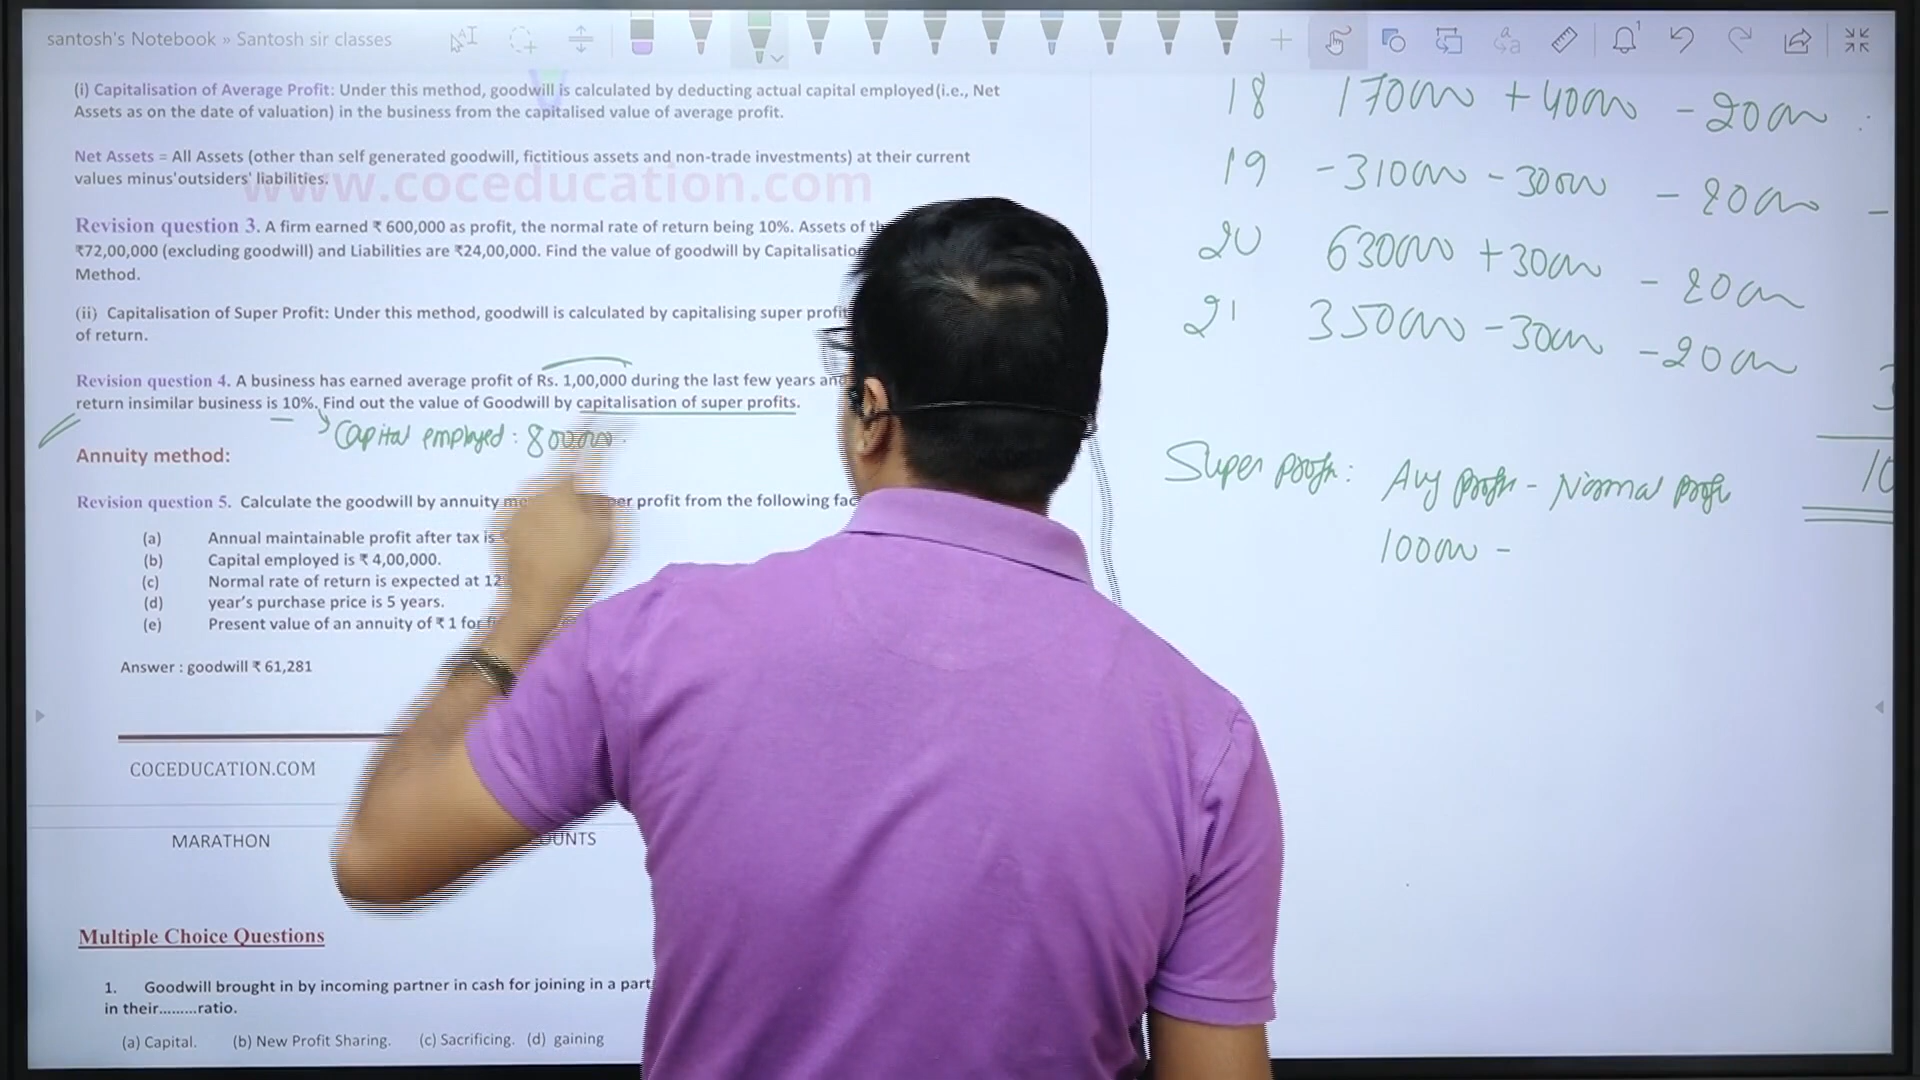 santosh's Notebook » Santosh sir classes
(i) Capitalisation of Average Profit: Under this method, goodwill is calculated by deducting actual capital employed(i.e., Net
Assets as on the date of valuation) in the business from the capitalised value of average profit.
Net Assets = All Assets (other than self generated goodwill, fictitious assets and non-trade investments) at their current
values minus'outsiders' liabilities.
www.coceducation.com
Revision question 3. A firm earned ₹ 600,000 as profit, the normal rate of return being 10%. Assets of
₹72,00,000 (excluding goodwill) and Liabilities are ₹24,00,000. Find the value of goodwill by
Method.
(ii) Capitalisation of Super Profit: Under this method, goodwill is calculated by capitalising super
of return.
Revision question 4. A business has earned average profit of Rs. 1,00,000 during the last few years and
return insimilar business is 10%. Find out the value of Goodwill by capitalisation of super profits.
Capital employed :
Annuity method:
Revision question 5. Calculate the goodwill by annuity profit from the following
(a) Annual maintainable profit after tax is
(b) Capital employed is ₹ 4,00,000.
(c) Normal rate of return is expected at 12
(d) year's purchase price is 5 years.
(e) Present value of an annuity of ₹ 1 for
Answer : goodwill ₹ 61,281
COCEDUCATION.COM
MARATHON
Multiple Choice Questions
1. Goodwill brought in by incoming partner in cash for joining in a
in their.........ratio.
(a) Capital. (b) New Profit Sharing. (c) Sacrificing. (d) gaining
18 170000 + 40000 - 20000
19 -310000 - 30000 - 20000
20 630000 + 30000 - 20000
21 350000 - 30000 - 20000
Super profit : Avg profit - Normal profit
100000 -